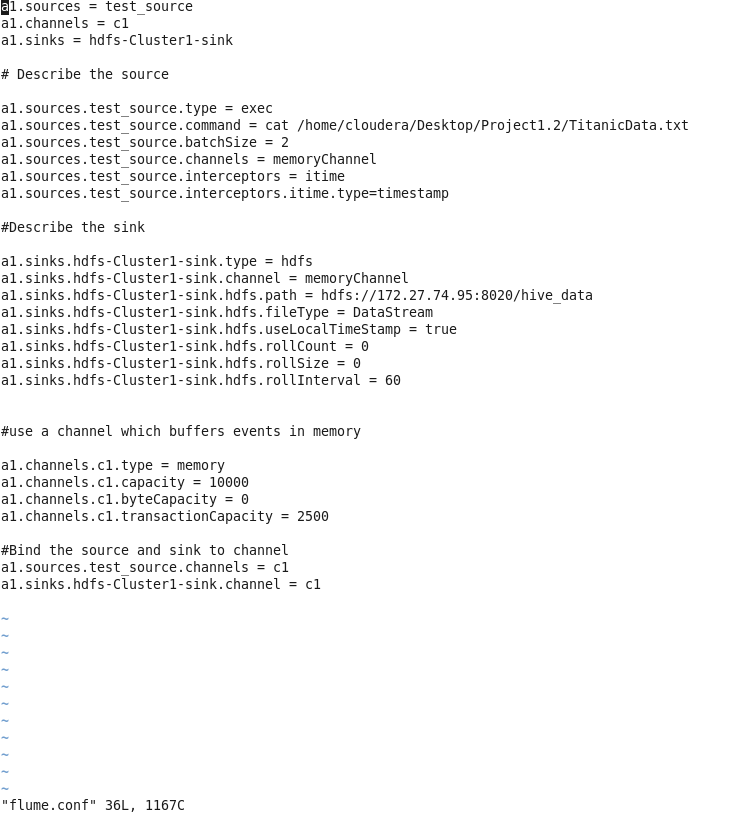 a1.sources = test_source
a1.channels = c1
a1.sinks = hdfs-Cluster1-sink
# Describe the source
a1.sources.test_source.type = exec
a1.sources.test_source.command = cat /home/cloudera/Desktop/Project1.2/TitanicData.txt
a1.sources.test_source.batchSize = 2
a1.sources.test_source.channels = memoryChannel
a1.sources.test_source.interceptors = itime
a1.sources.test_source.interceptors.itime.type=timestamp
#Describe the sink
a1.sinks.hdfs-Cluster1-sink.type = hdfs
a1.sinks.hdfs-Cluster1-sink.channel = memoryChannel
a1.sinks.hdfs-Cluster1-sink.hdfs.path = hdfs://172.27.74.95:8020/hive_data
a1.sinks.hdfs-Cluster1-sink.hdfs.fileType = DataStream
a1.sinks.hdfs-Cluster1-sink.hdfs.useLocalTimeStamp = true
a1.sinks.hdfs-Cluster1-sink.hdfs.rollCount = 0
a1.sinks.hdfs-Cluster1-sink.hdfs.rollSize = 0
a1.sinks.hdfs-Cluster1-sink.hdfs.rollInterval = 60
#use a channel which buffers events in memory
a1.channels.c1.type = memory
a1.channels.c1.capacity = 10000
a1.channels.c1.byteCapacity = 0
a1.channels.c1.transactionCapacity = 2500
#Bind the source and sink to channel
a1.sources.test_source.channels = c1
a1.sinks.hdfs-Cluster1-sink.channel = c1
~
~
~
~
~
~
~
~
~
~
~
"flume.conf" 36L, 1167C